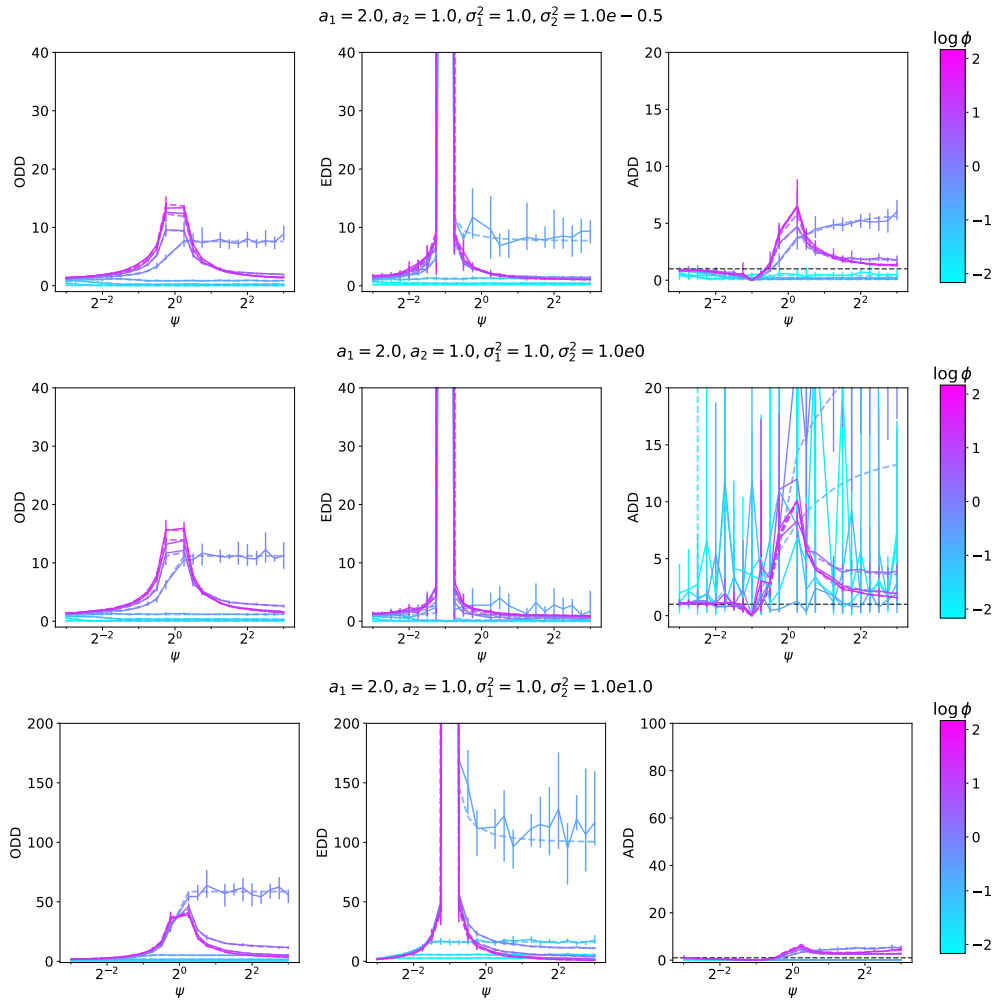 a₁ = 2.0, a₂ = 1.0, σ₁² = 1.0, σ₂² = 1.0e − 0.5
ODD
40
30
20
10
0
2⁻² 2⁰ 2²
ψ
EDD
40
30
20
10
0
2⁻² 2⁰ 2²
ψ
ADD
20
15
10
5
0
2⁻² 2⁰ 2²
ψ
log ϕ
2
1
0
−1
−2
a₁ = 2.0, a₂ = 1.0, σ₁² = 1.0, σ₂² = 1.0e0
ODD
40
30
20
10
0
2⁻² 2⁰ 2²
ψ
EDD
40
30
20
10
0
2⁻² 2⁰ 2²
ψ
ADD
20
15
10
5
0
2⁻² 2⁰ 2²
ψ
log ϕ
2
1
0
−1
−2
a₁ = 2.0, a₂ = 1.0, σ₁² = 1.0, σ₂² = 1.0e1.0
ODD
200
150
100
50
0
2⁻² 2⁰ 2²
ψ
EDD
200
150
100
50
0
2⁻² 2⁰ 2²
ψ
ADD
100
80
60
40
20
0
2⁻² 2⁰ 2²
ψ
log ϕ
2
1
0
−1
−2